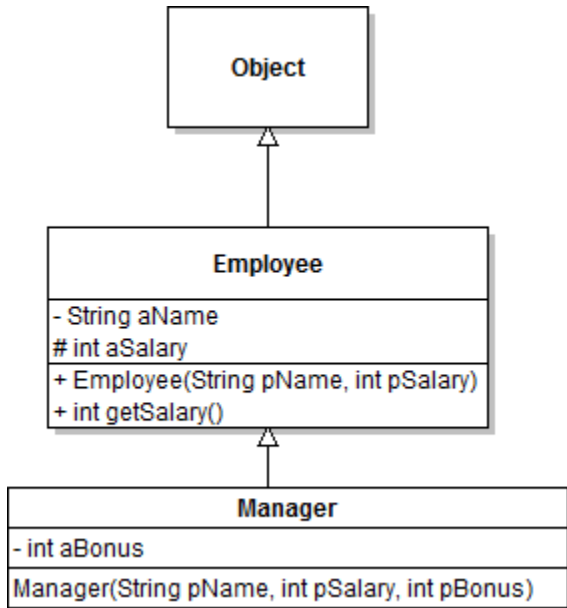 Object
Employee
- String aName
# int aSalary
+ Employee(String pName, int pSalary)
+ int getSalary()
Manager
- int aBonus
Manager(String pName, int pSalary, int pBonus)